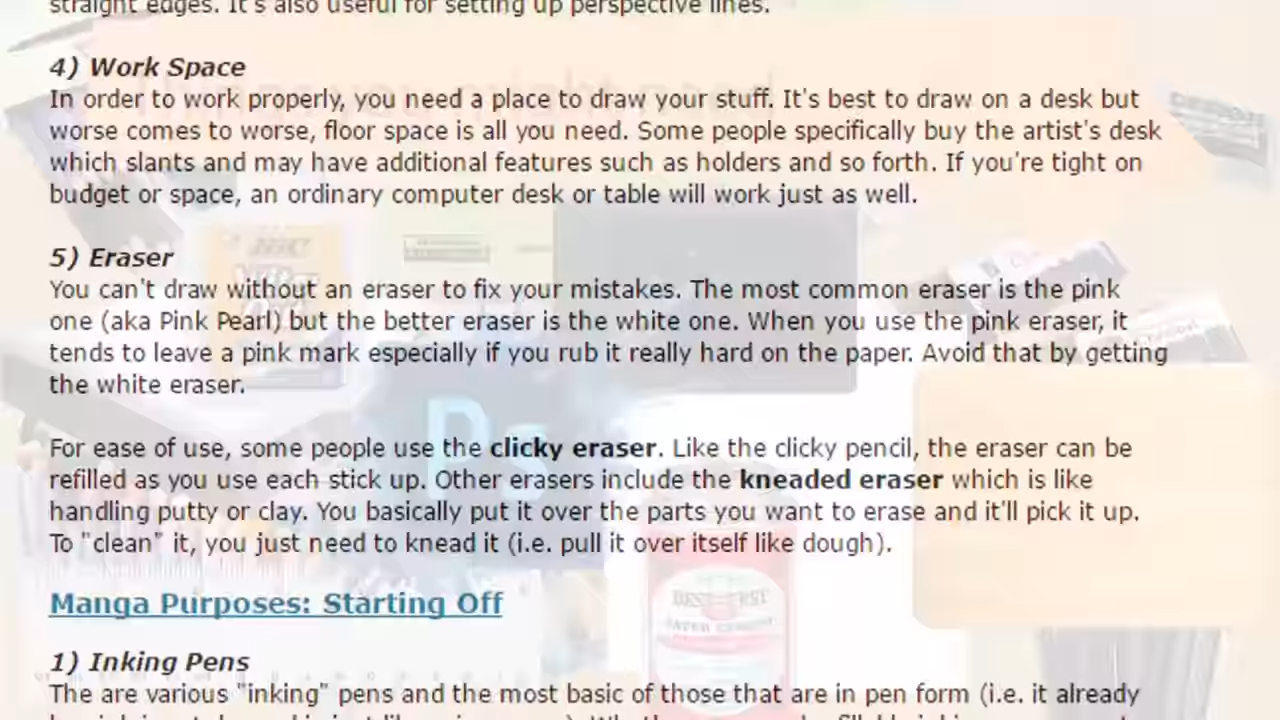 straight edges. It's also useful for setting up perspective lines.
4) Work Space
In order to work properly, you need a place to draw your stuff. It's best to draw on a desk but
worse comes to worse, floor space is all you need. Some people specifically buy the artist's desk
which slants and may have additional features such as holders and so forth. If you're tight on
budget or space, an ordinary computer desk or table will work just as well.
5) Eraser
You can't draw without an eraser to fix your mistakes. The most common eraser is the pink
one (aka Pink Pearl) but the better eraser is the white one. When you use the pink eraser, it
tends to leave a pink mark especially if you rub it really hard on the paper. Avoid that by getting
the white eraser.
For ease of use, some people use the clicky eraser. Like the clicky pencil, the eraser can be
refilled as you use each stick up. Other erasers include the kneaded eraser which is like
handling putty or clay. You basically put it over the parts you want to erase and it'll pick it up.
To "clean" it, you just need to knead it (i.e. pull it over itself like dough).
Ps
Manga Purposes: Starting Off
1) Inking Pens
The are various "inking" pens and the most basic of those that are in pen form (i.e. it already